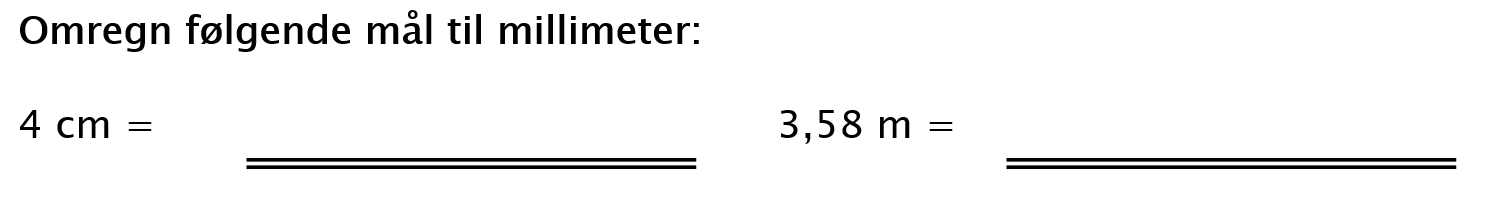 Omregn følgende mål til millimeter:
4 cm = 3,58 m =